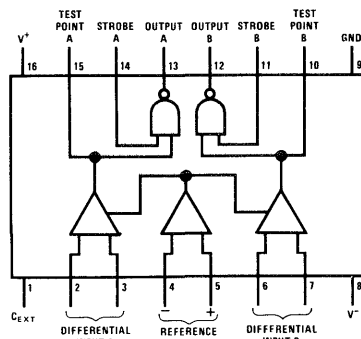 TEST TEST
POINT STROBE OUTPUT OUTPUT STROBE POINT
V+ A A A B B B GND
16 15 14 13 12 11 10 9
1 2 3 4 5 6 7 8
CEXT − + V−
DIFFERENTIAL REFERENCE DIFFERENTIAL